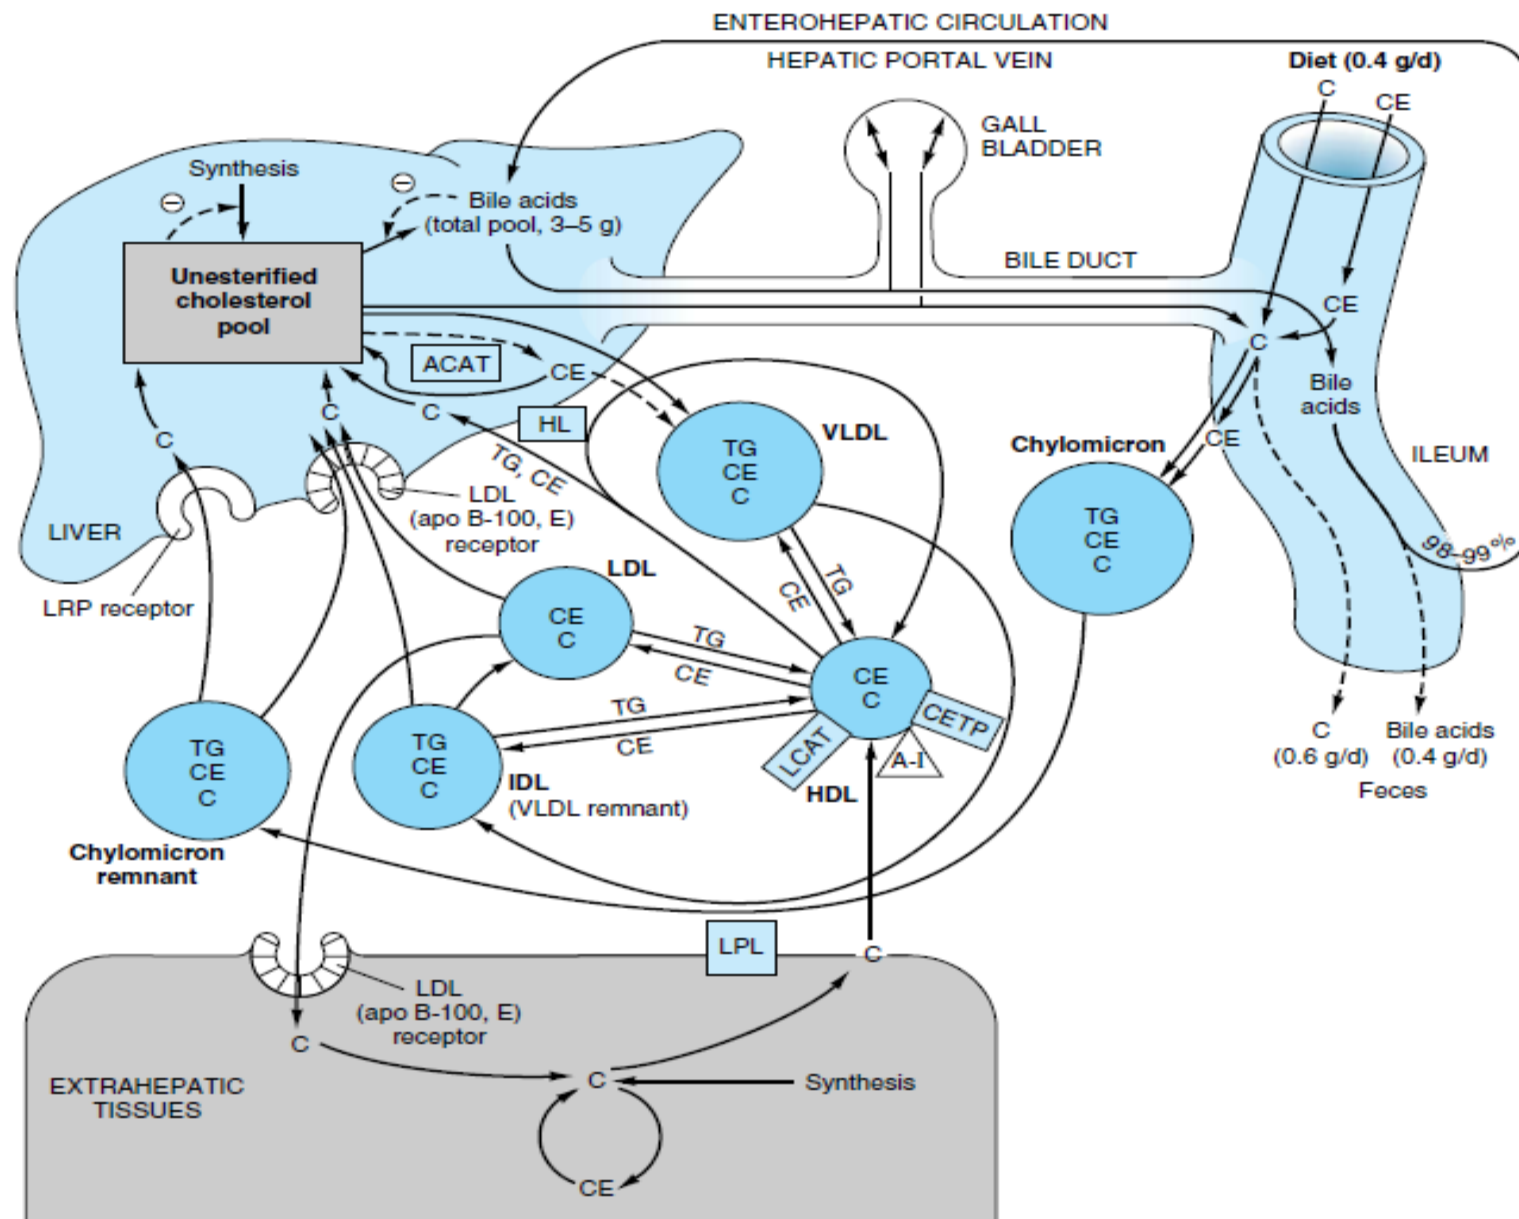 ENTEROHEPATIC CIRCULATION
HEPATIC PORTAL VEIN
Diet (0.4 g/d)
C
CE
GALL
BLADDER
Synthesis
−
−
Bile acids
(total pool, 3–5 g)
BILE DUCT
Unesterified
cholesterol
pool
CE
C
ACAT
CE
Bile
acids
C
C
C
HL
VLDL
TG
CE
C
Chylomicron
CE
ILEUM
TG, CE
LDL
(apo B-100, E)
receptor
TG
CE
C
98–99%
LIVER
LRP receptor
LDL
CE
C
TG
CE
TG
CE
CE
C
TG
CE
LCAT
CETP
A-I
HDL
TG
CE
C
IDL
(VLDL remnant)
TG
CE
C
Chylomicron
remnant
C
(0.6 g/d)
Bile acids
(0.4 g/d)
Feces
LPL
C
LDL
(apo B-100, E)
receptor
C
C
Synthesis
EXTRAHEPATIC
TISSUES
CE